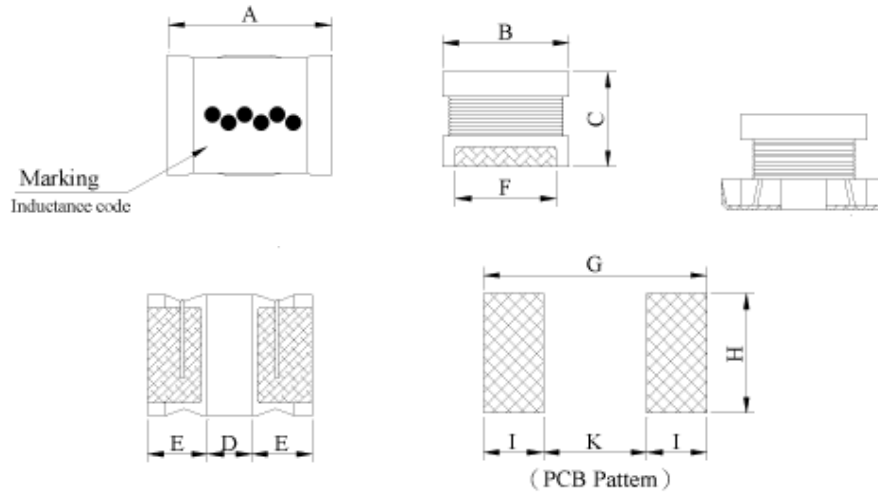 A
B
C
Marking
Inductance code
F
G
H
E D E
I K I
( PCB Pattem )